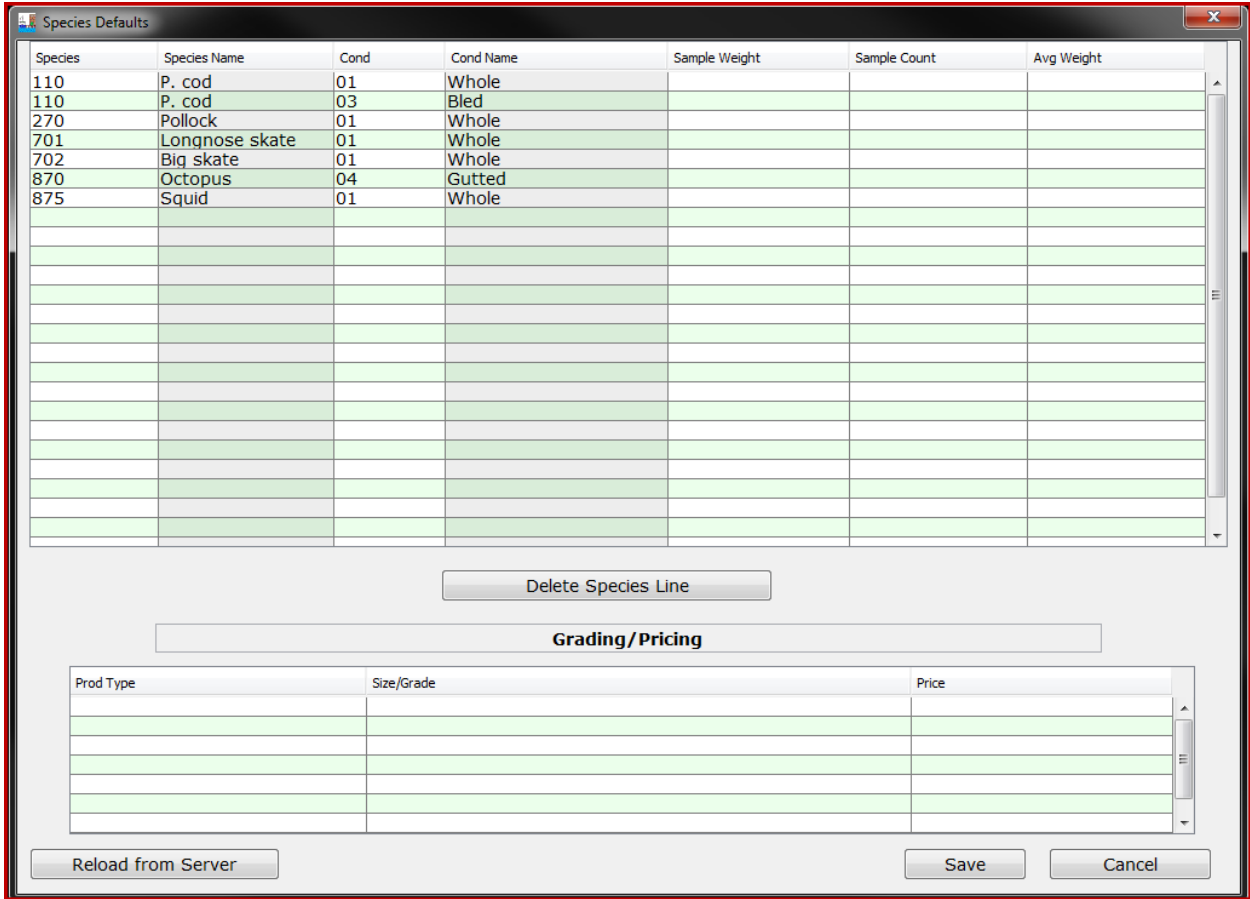 Species Defaults
Species Species Name Cond Cond Name Sample Weight Sample Count Avg Weight
110 P. cod 01 Whole
110 P. cod 03 Bled
270 Pollock 01 Whole
701 Longnose skate 01 Whole
702 Big skate 01 Whole
870 Octopus 04 Gutted
875 Squid 01 Whole
Delete Species Line
Grading/Pricing
Prod Type Size/Grade Price
Reload from Server Save Cancel